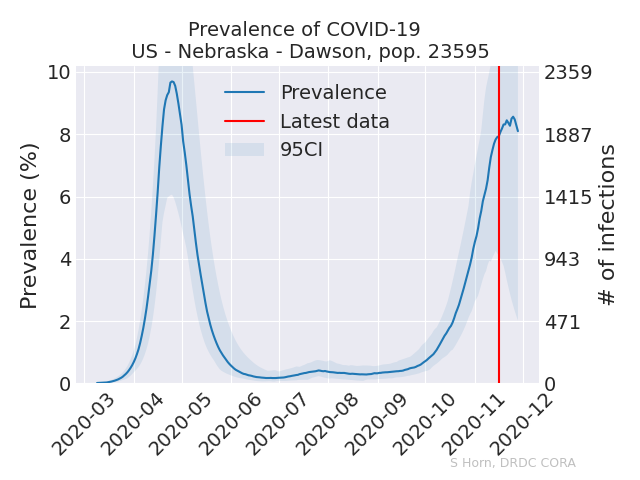 Prevalence of COVID-19
US - Nebraska - Dawson, pop. 23595
Prevalence (%)
10
8
6
4
2
0
Prevalence
Latest data
95CI
2359
1887
1415
943
471
0
# of infections
2020-03
2020-04
2020-05
2020-06
2020-07
2020-08
2020-09
2020-10
2020-11
2020-12
S Horn, DRDC CORA